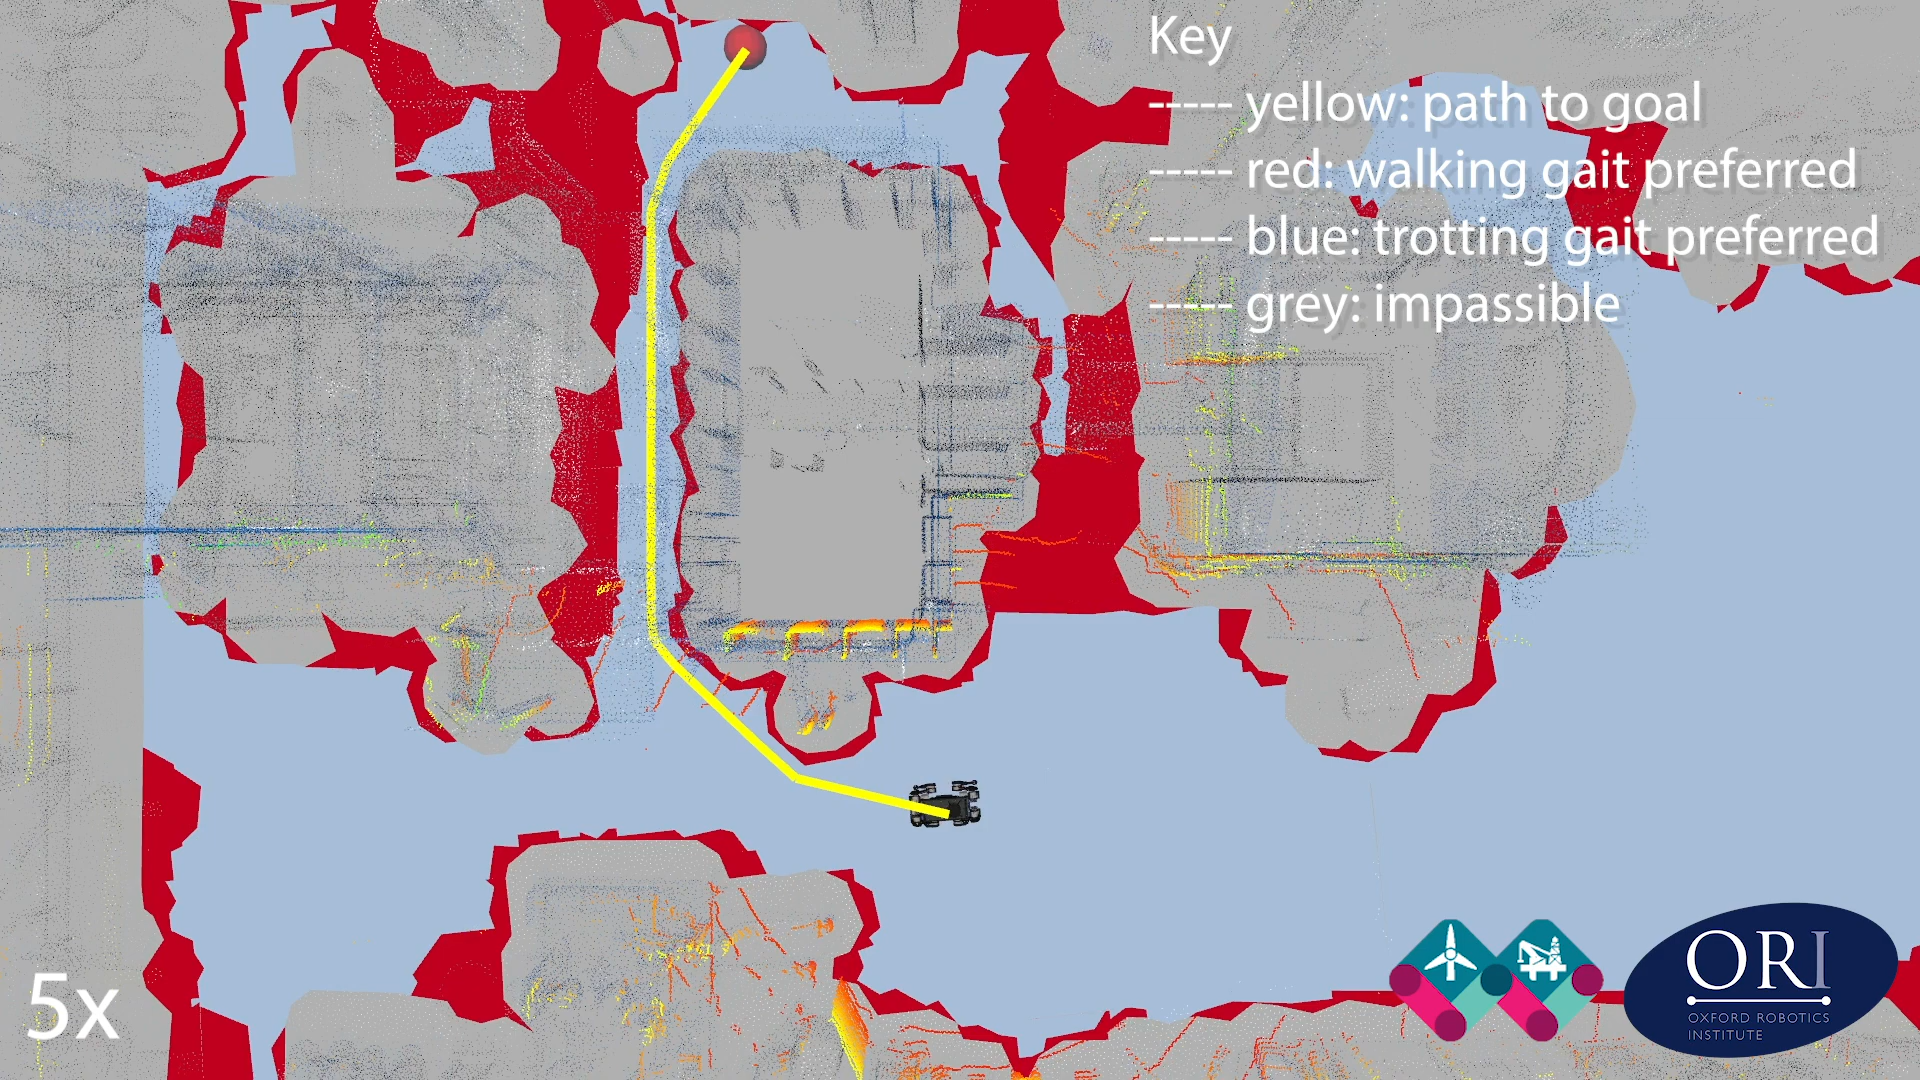 Key
----- yellow: path to goal
----- red: walking gait preferred
----- blue: trotting gait preferred
----- grey: impassible
5x
ORI
OXFORD ROBOTICS
INSTITUTE